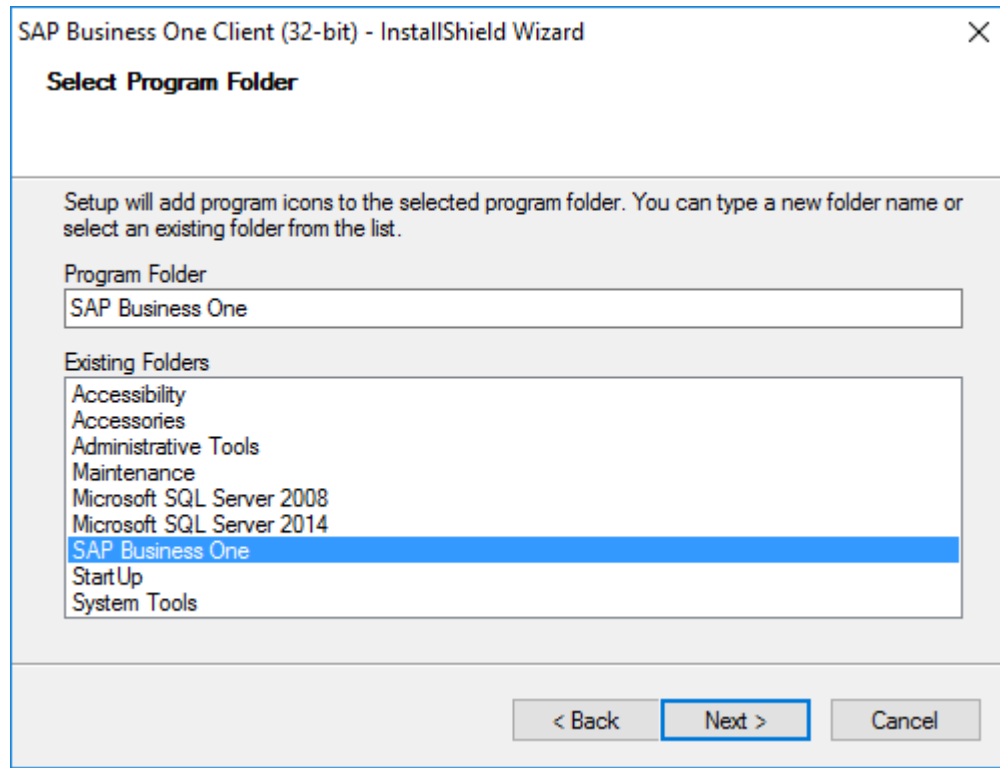 SAP Business One Client (32-bit) - InstallShield Wizard
Select Program Folder
Setup will add program icons to the selected program folder. You can type a new folder name or
select an existing folder from the list.
Program Folder
SAP Business One
Existing Folders
Accessibility
Accessories
Administrative Tools
Maintenance
Microsoft SQL Server 2008
Microsoft SQL Server 2014
SAP Business One
StartUp
System Tools
< Back
Next >
Cancel